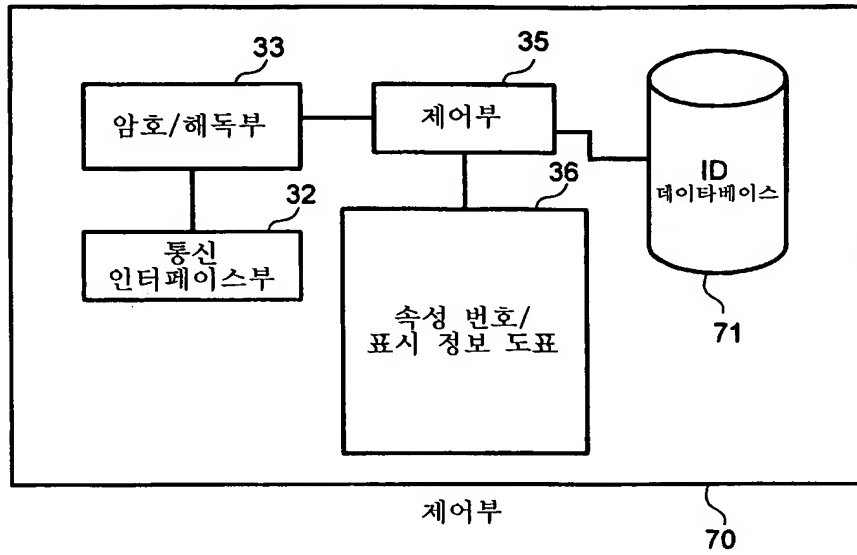 33
암호/해독부
35
제어부
ID
데이타베이스
71
32
통신
인터페이스부
36
속성 번호/
표시 정보 도표
제어부
70